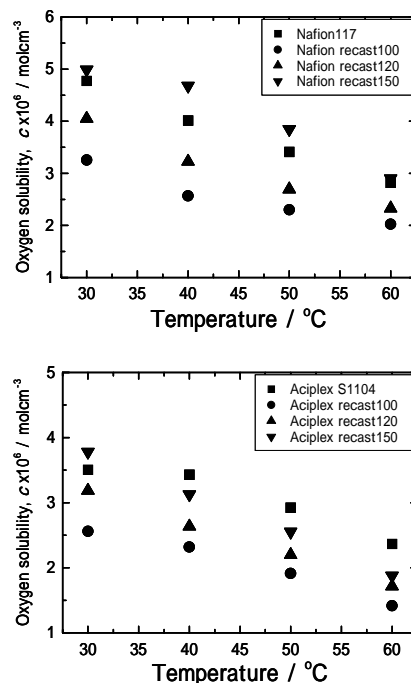 6
5
4
3
2
1
Oxygen solubility, c x10⁶ / molcm⁻³
Nafion117
Nafion recast100
Nafion recast120
Nafion recast150
30 35 40 45 50 55 60
Temperature / °C
5
4
3
2
1
Oxygen solubility, c x10⁶ / molcm⁻³
Aciplex S1104
Aciplex recast100
Aciplex recast120
Aciplex recast150
30 35 40 45 50 55 60
Temperature / °C